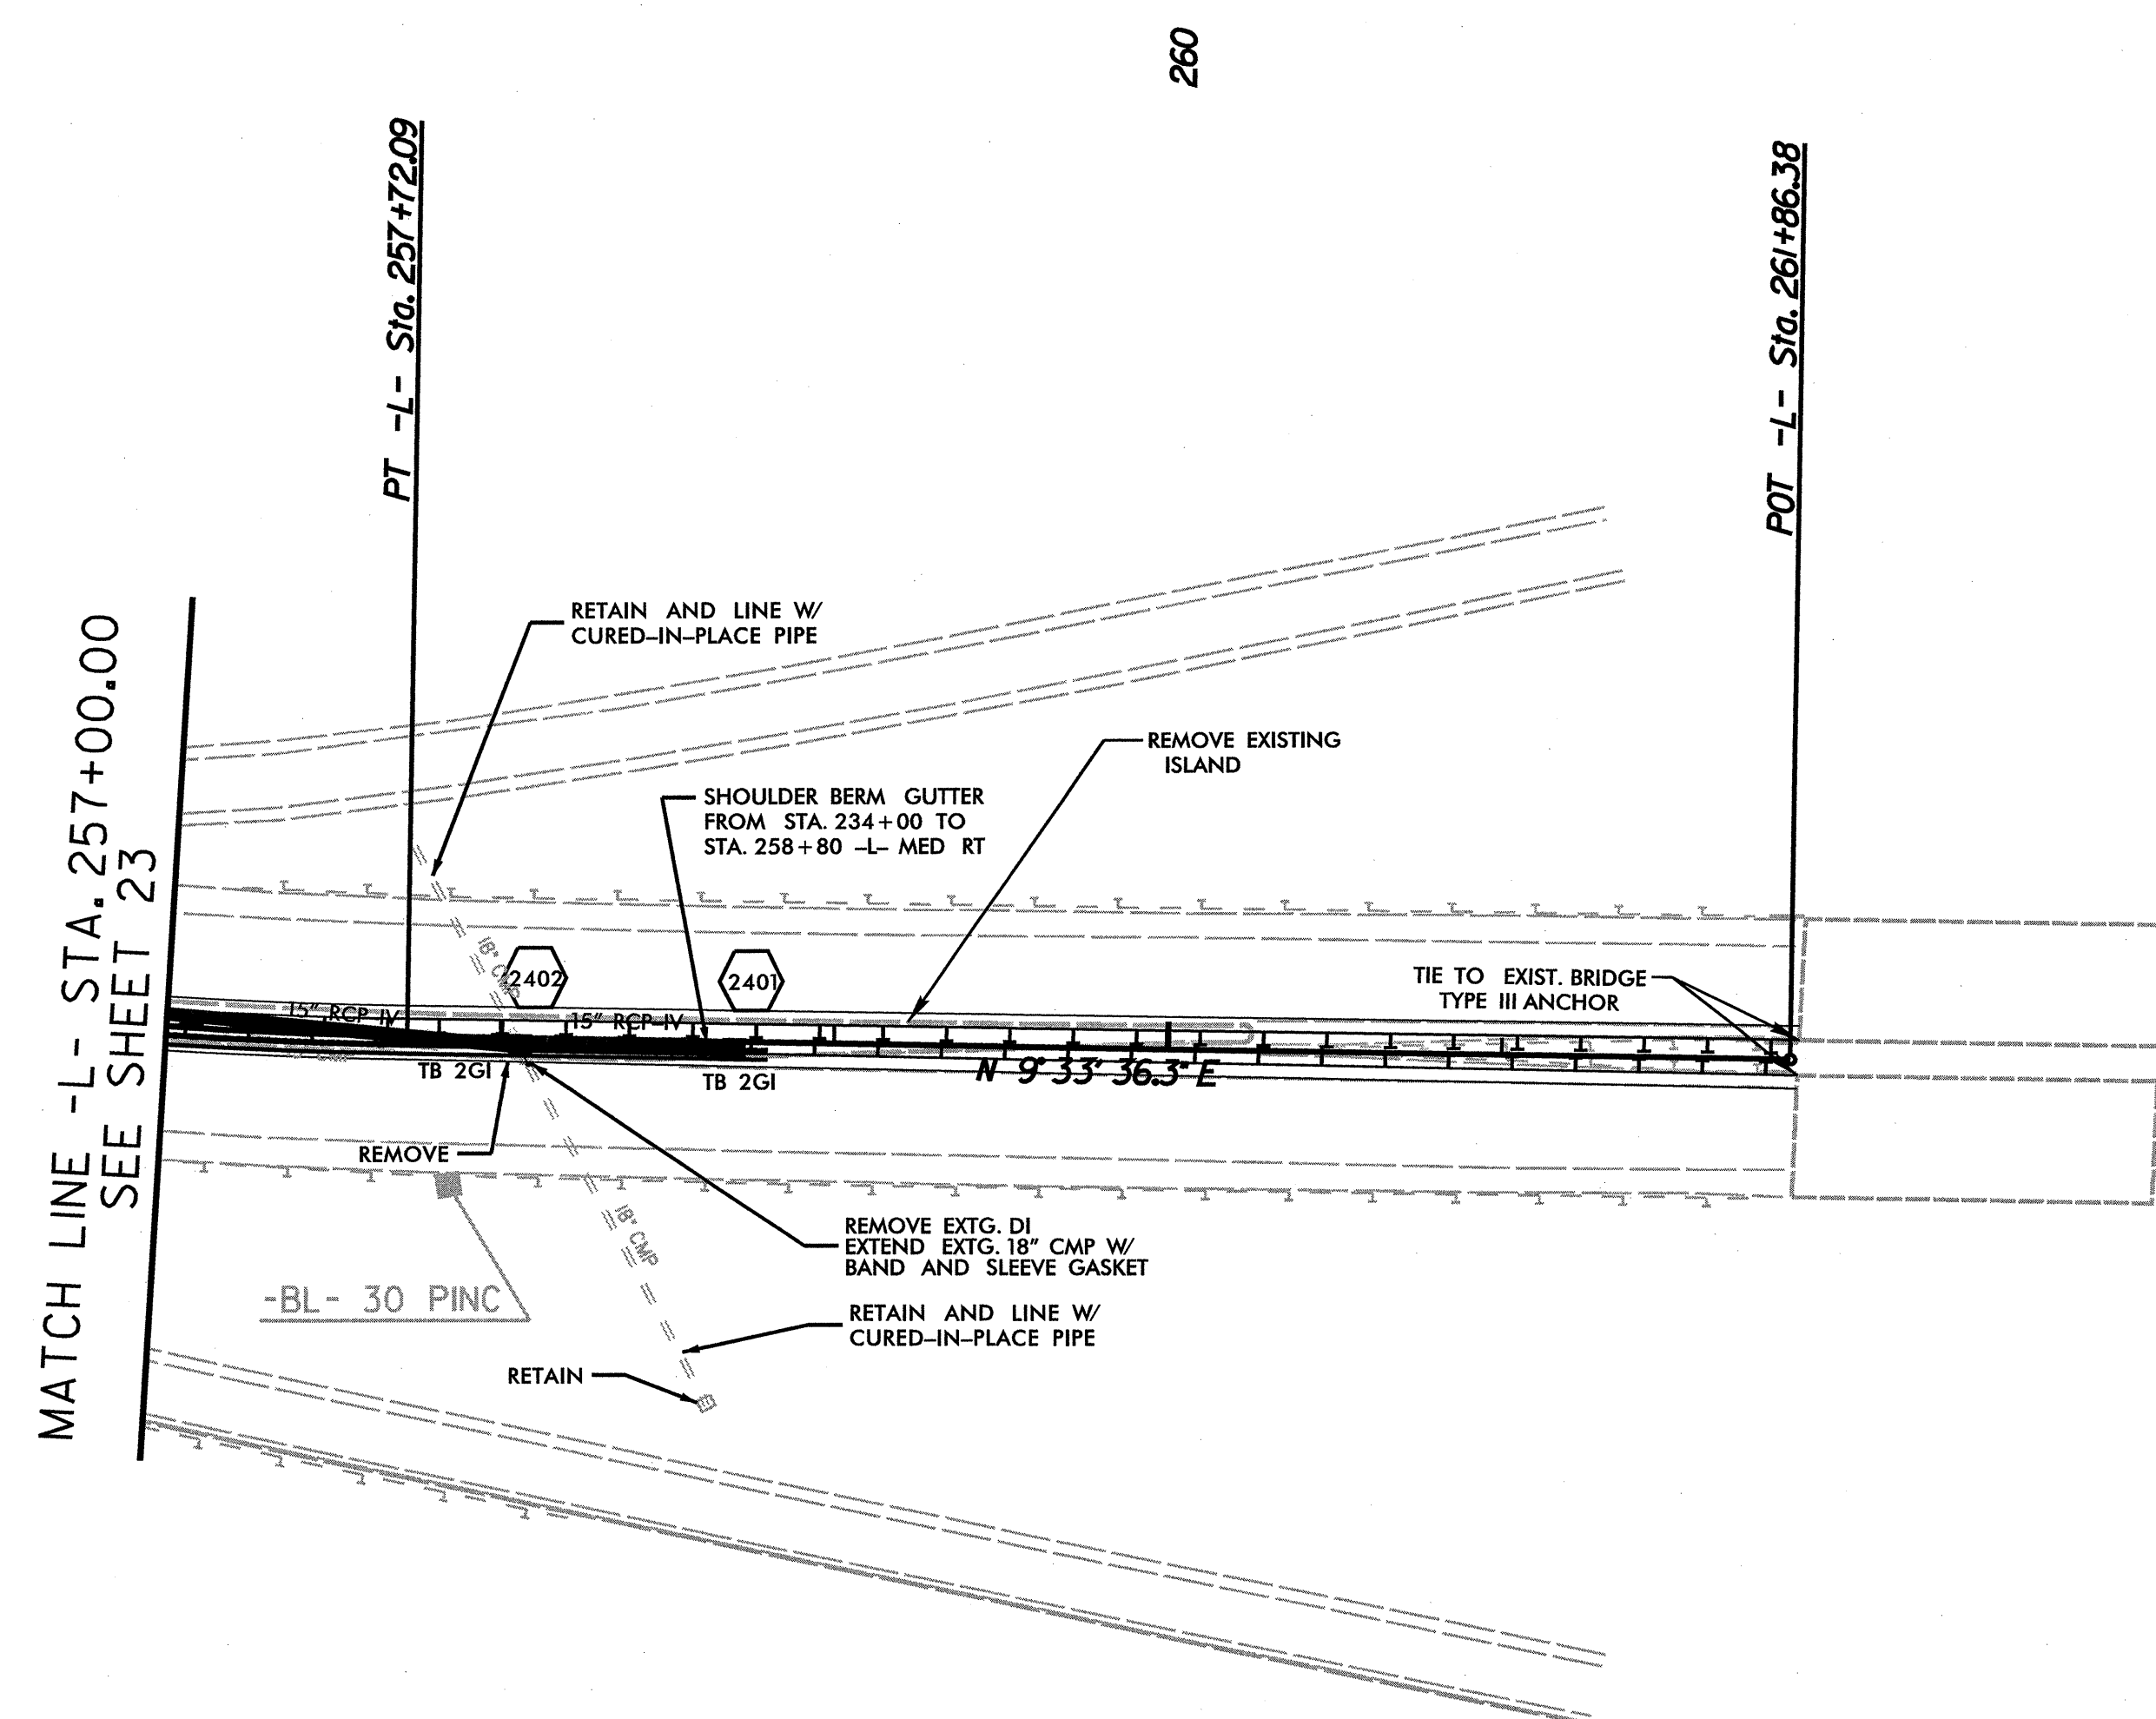 260
PT -L- Sta. 257+72.09
POT -L- Sta. 261+86.38
RETAIN AND LINE W/
CURED-IN-PLACE PIPE
REMOVE EXISTING
ISLAND
SHOULDER BERM GUTTER
FROM STA. 234+00 TO
STA. 258+80 -L- MED RT
MATCH LINE -L- STA. 257+00.00
SEE SHEET 23
18" CMP
2402
2401
TIE TO EXIST. BRIDGE
TYPE III ANCHOR
15" RCP-IV
15" RCP-IV
TB 2GI
TB 2GI
N 9° 33' 36.3" E
REMOVE
18" CMP
REMOVE EXTG. DI
EXTEND EXTG. 18" CMP W/
BAND AND SLEEVE GASKET
-BL- 30 PINC
RETAIN AND LINE W/
CURED-IN-PLACE PIPE
RETAIN